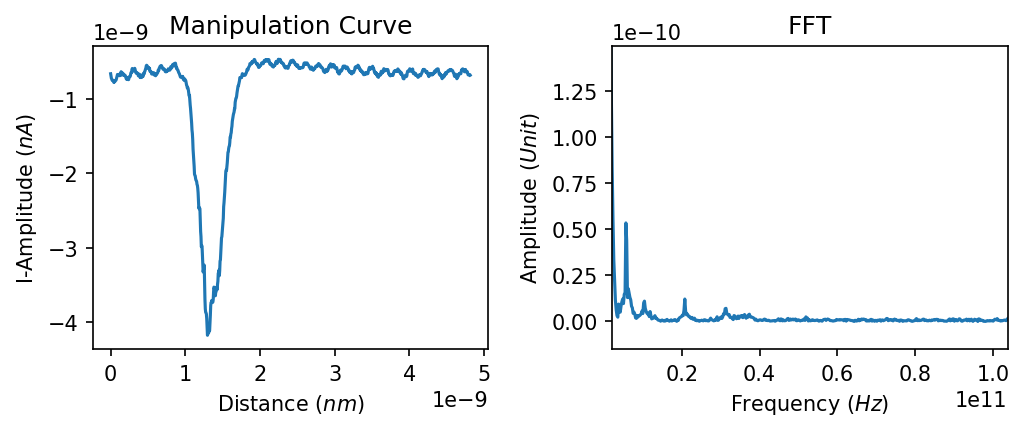 1e−9 Manipulation Curve
I-Amplitude (nA)
−1
−2
−3
−4
0 1 2 3 4 5
Distance (nm) 1e−9
1e−10 FFT
Amplitude (Unit)
1.25
1.00
0.75
0.50
0.25
0.00
0.2 0.4 0.6 0.8 1.0
Frequency (Hz) 1e11